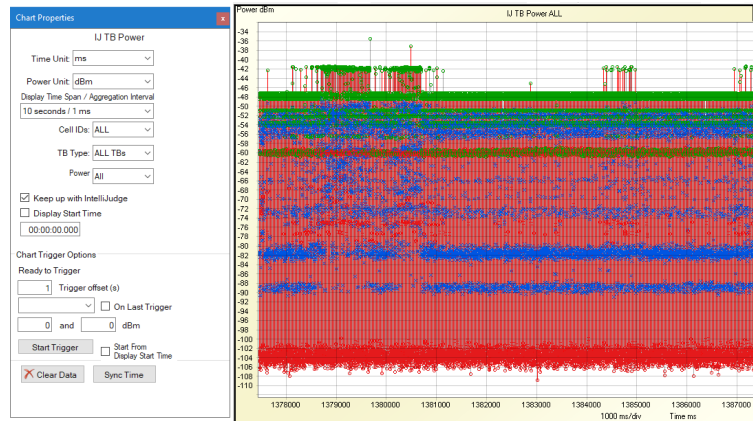 Chart Properties
x
IJ TB Power
Time Unit: ms
Power Unit: dBm
Display Time Span / Aggregation Interval
10 seconds / 1 ms
Cell IDs: ALL
TB Type: ALL TBs
Power All
Keep up with IntelliJudge
Display Start Time
00:00:00.000
Chart Trigger Options
Ready to Trigger
1 Trigger offset (s)
On Last Trigger
0 and 0 dBm
Start Trigger
Start From
Display Start Time
Clear Data
Sync Time
Power dBm
IJ TB Power ALL
-34
-36
-38
-40
-42
-44
-46
-48
-50
-52
-54
-56
-58
-60
-62
-64
-66
-68
-70
-72
-74
-76
-78
-80
-82
-84
-86
-88
-90
-92
-94
-96
-98
-100
-102
-104
-106
-108
-110
1378000 1379000 1380000 1381000 1382000 1383000 1384000 1385000 1386000 1387000
1000 ms/div Time ms